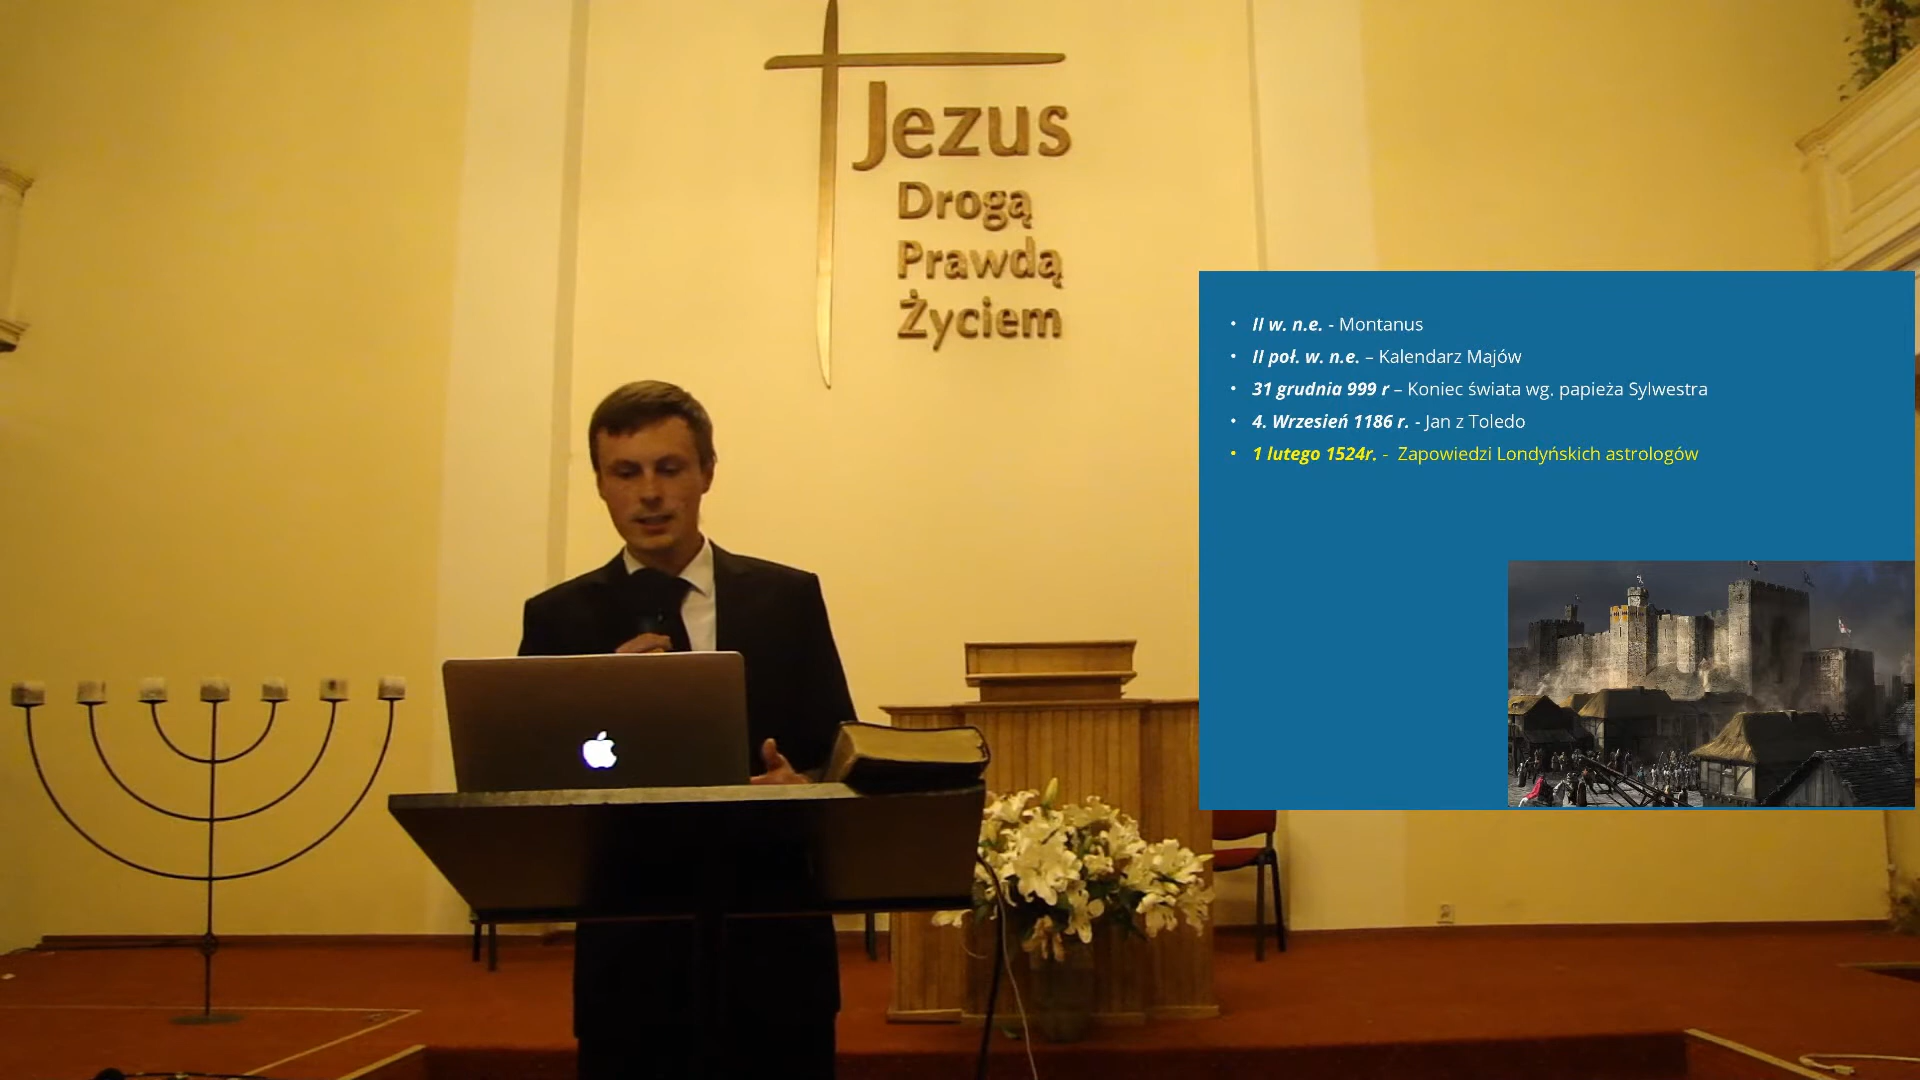 Jezus
Drogą
Prawdą
Życiem
• II w. n.e. - Montanus
• II poł. w. n.e. – Kalendarz Majów
• 31 grudnia 999 r – Koniec świata wg. papieża Sylwestra
• 4. Wrzesień 1186 r. - Jan z Toledo
• 1 lutego 1524r. - Zapowiedzi Londyńskich astrologów